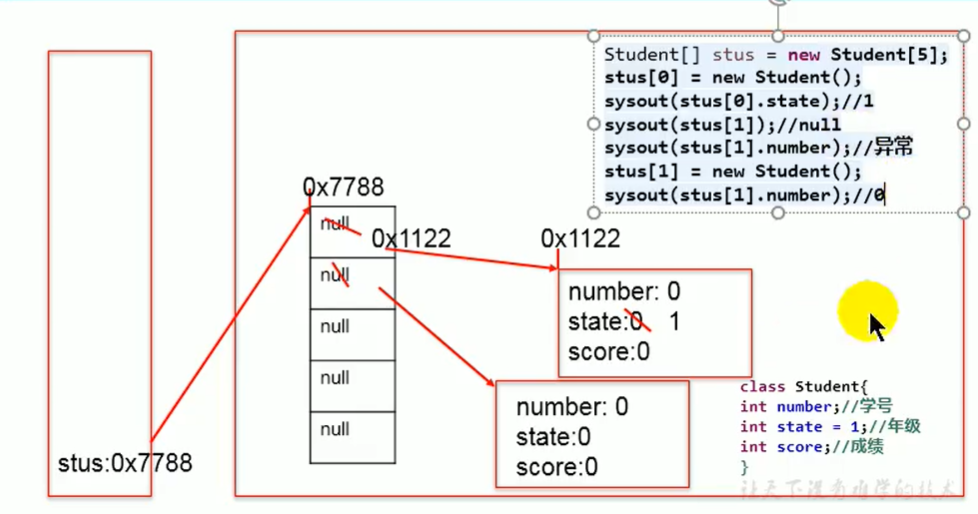 Student[] stus = new Student[5];
stus[0] = new Student();
sysout(stus[0].state);//1
sysout(stus[1]);//null
sysout(stus[1].number);//异常
stus[1] = new Student();
sysout(stus[1].number);//0
0x7788
null
0x1122
0x1122
null
number: 0
state:0 1
score:0
null
null
null
number: 0
state:0
score:0
class Student{
int number;//学号
int state = 1;//年级
int score;//成绩
}
stus:0x7788
让天下没有难学的技术